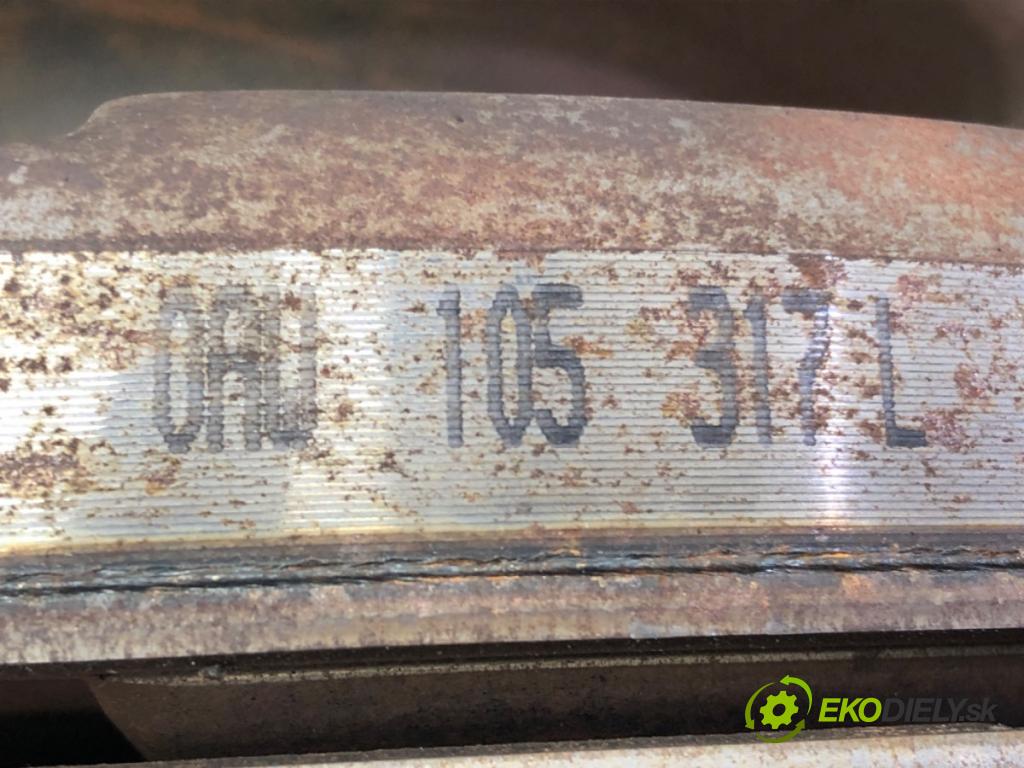 0AW 105 317 L
EKODIELY.sk